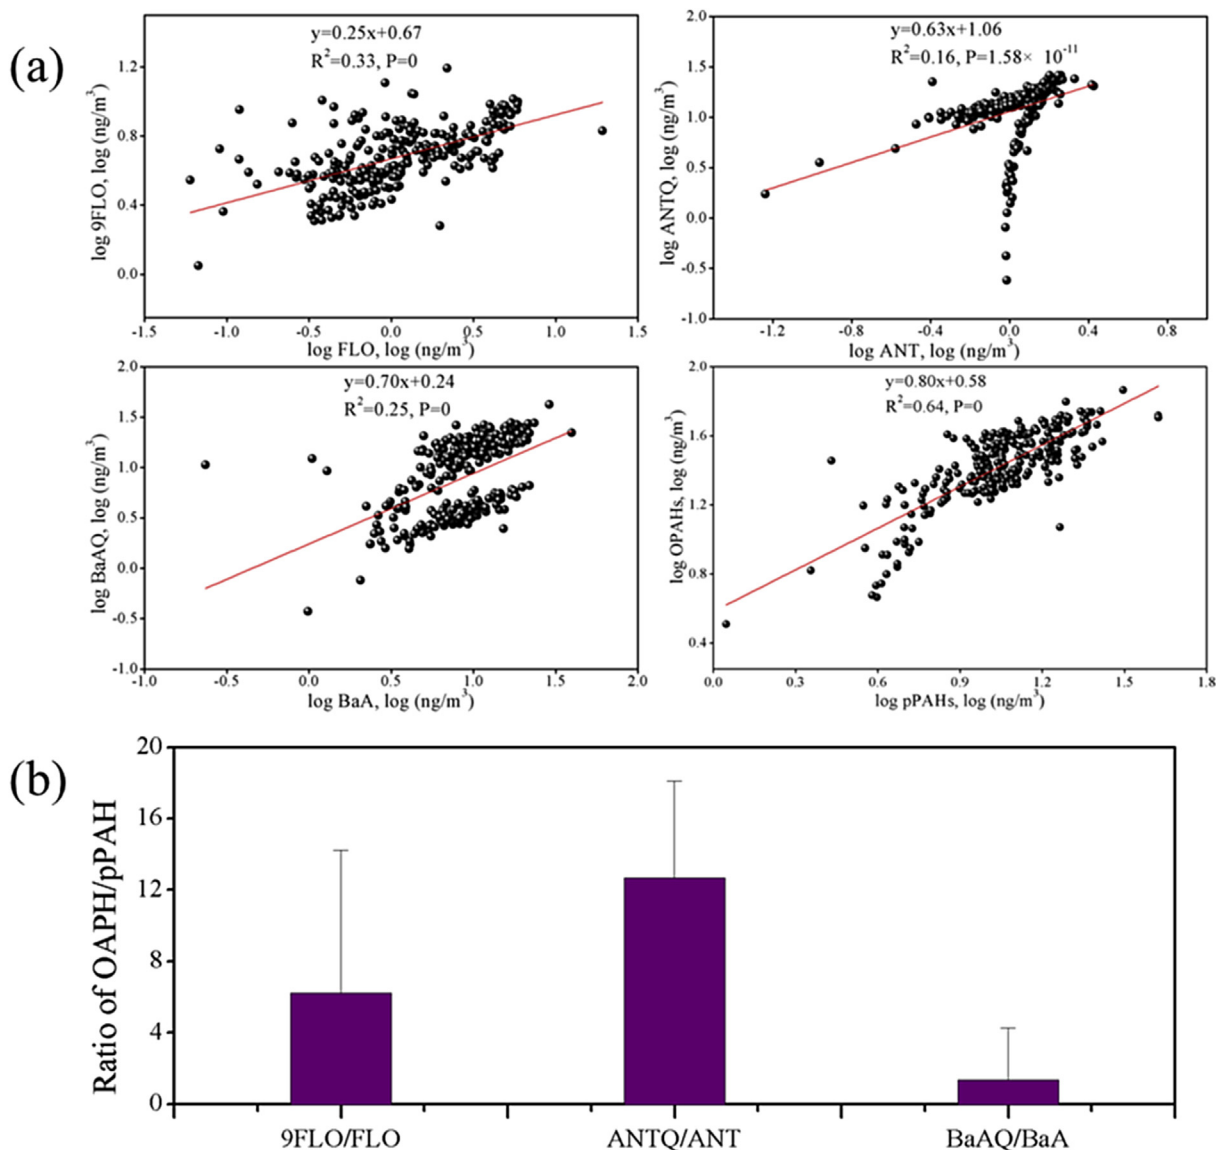 (a)
y=0.25x+0.67
R²=0.33, P=0
log 9FLO, log (ng/m³)
1.2
0.8
0.4
0.0
-1.5 -1.0 -0.5 0.0 0.5 1.0 1.5
log FLO, log (ng/m³)
y=0.63x+1.06
R²=0.16, P=1.58× 10⁻¹¹
log ANTQ, log (ng/m³)
2.0
1.5
1.0
0.5
0.0
-0.5
-1.0
-1.2 -0.8 -0.4 0.0 0.4 0.8
log ANT, log (ng/m³)
y=0.70x+0.24
R²=0.25, P=0
log BaAQ, log (ng/m³)
2.0
1.5
1.0
0.5
0.0
-0.5
-1.0
-1.0 -0.5 0.0 0.5 1.0 1.5 2.0
log BaA, log (ng/m³)
y=0.80x+0.58
R²=0.64, P=0
log OPAHs, log (ng/m³)
2.0
1.6
1.2
0.8
0.4
0.0 0.3 0.6 0.9 1.2 1.5 1.8
log pPAHs, log (ng/m³)
(b)
Ratio of OAPH/pPAH
20
16
12
8
4
0
9FLO/FLO ANTQ/ANT BaAQ/BaA